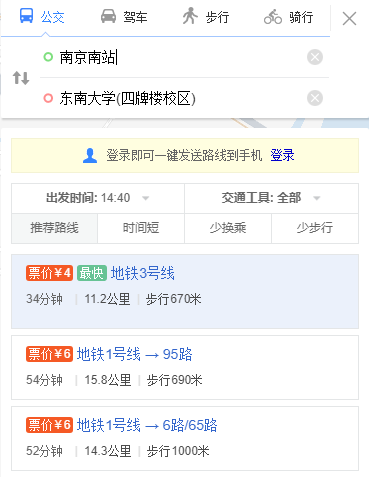 公交 驾车 步行 骑行
南京南站
东南大学(四牌楼校区)
登录即可一键发送路线到手机 登录
出发时间: 14:40 交通工具: 全部
推荐路线 时间短 少换乘 少步行
票价¥4 最快 地铁3号线
34分钟 | 11.2公里 | 步行670米
票价¥6 地铁1号线 → 95路
54分钟 | 15.8公里 | 步行690米
票价¥6 地铁1号线 → 6路/65路
52分钟 | 14.3公里 | 步行1000米